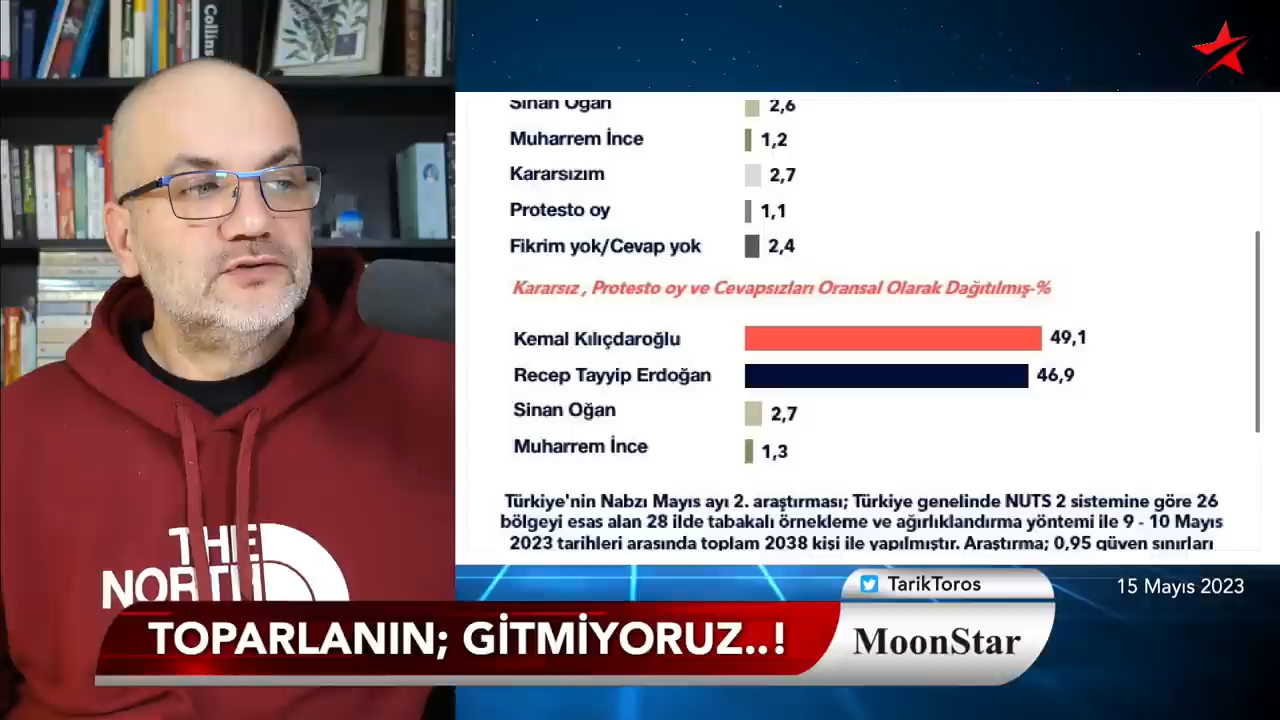 Collins
Sinan Oğan 2,6
Muharrem İnce 1,2
Kararsızım 2,7
Protesto oy 1,1
Fikrim yok/Cevap yok 2,4
Kararsız , Protesto oy ve Cevapsızları Oransal Olarak Dağıtılmış-%
Kemal Kılıçdaroğlu 49,1
Recep Tayyip Erdoğan 46,9
Sinan Oğan 2,7
Muharrem İnce 1,3
Türkiye'nin Nabzı Mayıs ayı 2. araştırması; Türkiye genelinde NUTS 2 sistemine göre 26
bölgeyi esas alan 28 ilde tabakalı örnekleme ve ağırlıklandırma yöntemi ile 9 - 10 Mayıs
2023 tarihleri arasında toplam 2038 kişi ile yapılmıştır. Araştırma; 0,95 güven sınırları
THE
NORTH
TarikToros
15 Mayıs 2023
TOPARLANIN; GİTMİYORUZ..!
MoonStar